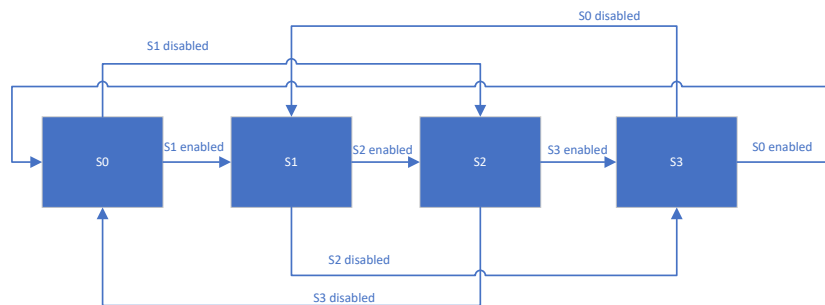 S0 disabled
S1 disabled
S0
S1 enabled
S1
S2 enabled
S2
S3 enabled
S3
S0 enabled
S2 disabled
S3 disabled